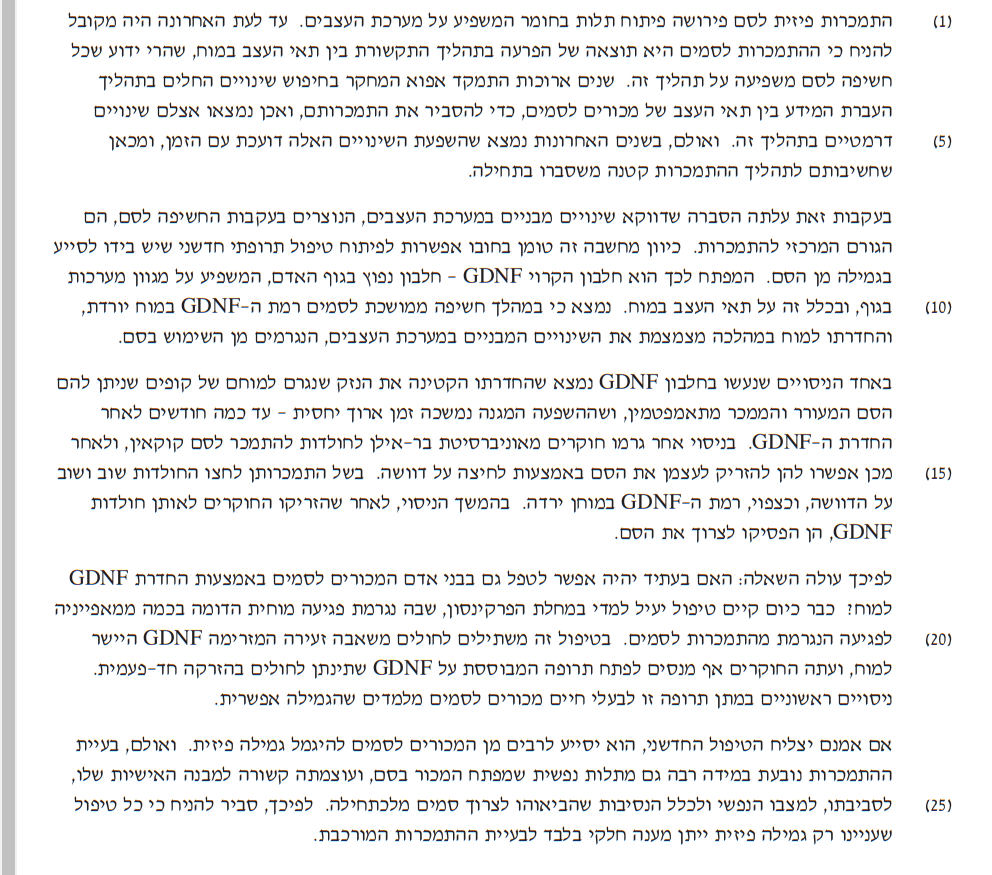 (1) התמכרות פיזית לסם פירושה פיתוח תלות בחומר המשפיע על מערכת העצבים. עד לעת האחרונה היה מקובל
להניח כי ההתמכרות לסמים היא תוצאה של הפרעה בתהליך התקשורת בין תאי העצב במוח, שהרי ידוע שכל
חשיפה לסם משפיעה על תהליך זה. שנים ארוכות התמקד אפוא המחקר בחיפוש שינויים החלים בתהליך
העברת המידע בין תאי העצב של מכורים לסמים, כדי להסביר את התמכרותם, ואכן נמצאו אצלם שינויים
(5) דרמטיים בתהליך זה. ואולם, בשנים האחרונות נמצא שהשפעת השינויים האלה דועכת עם הזמן, ומכאן
שחשיבותם לתהליך ההתמכרות קטנה משסברו בתחילה.
בעקבות זאת עלתה הסברה שדווקא שינויים מבניים במערכת העצבים, הנוצרים בעקבות החשיפה לסם, הם
הגורם המרכזי להתמכרות. כיוון מחשבה זה טומן בחובו אפשרות לפיתוח טיפול תרופתי חדשני שיש בידו לסייע
בגמילה מן הסם. המפתח לכך הוא חלבון הקרוי GDNF - חלבון נפוץ בגוף האדם, המשפיע על מגוון מערכות
(10) בגוף, ובכלל זה על תאי העצב במוח. נמצא כי במהלך חשיפה ממושכת לסמים רמת ה-GDNF במוח יורדת,
והחדרתו למוח במהלכה מצמצמת את השינויים המבניים במערכת העצבים, הנגרמים מן השימוש בסם.
באחד הניסויים שנעשו בחלבון GDNF נמצא שהחדרתו הקטינה את הנזק שנגרם למוחם של קופים שניתן להם
הסם המעורר והממכר מתאמפטמין, ושההשפעה המגנה נמשכה זמן ארוך יחסית - עד כמה חודשים לאחר
החדרת ה-GDNF. בניסוי אחר גרמו חוקרים מאוניברסיטת בר-אילן לחולדות להתמכר לסם קוקאין, ולאחר
(15) מכן אפשרו להן להזריק לעצמן את הסם באמצעות לחיצה על דוושה. בשל התמכרותן לחצו החולדות שוב ושוב
על הדוושה, וכצפוי, רמת ה-GDNF במוחן ירדה. בהמשך הניסוי, לאחר שהזריקו החוקרים לאותן חולדות
GDNF, הן הפסיקו לצרוך את הסם.
לפיכך עולה השאלה: האם בעתיד יהיה אפשר לטפל גם בבני אדם המכורים לסמים באמצעות החדרת GDNF
למוח? כבר כיום קיים טיפול יעיל למדי במחלת הפרקינסון, שבה נגרמת פגיעה מוחית הדומה בכמה ממאפייניה
(20) לפגיעה הנגרמת מהתמכרות לסמים. בטיפול זה משתילים לחולים משאבה זעירה המזרימה GDNF היישר
למוח, ועתה החוקרים אף מנסים לפתח תרופה המבוססת על GDNF שתינתן לחולים בהזרקה חד-פעמית.
ניסויים ראשוניים במתן תרופה זו לבעלי חיים מכורים לסמים מלמדים שהגמילה אפשרית.
אם אמנם יצליח הטיפול החדשני, הוא יסייע לרבים מן המכורים לסמים להיגמל גמילה פיזית. ואולם, בעיית
ההתמכרות נובעת במידה רבה גם מתלות נפשית שמפתח המכור בסם, ועוצמתה קשורה למבנה האישיות שלו,
(25) לסביבתו, למצבו הנפשי ולכלל הנסיבות שהביאוהו לצרוך סמים מלכתחילה. לפיכך, סביר להניח כי כל טיפול
שעניינו רק גמילה פיזית ייתן מענה חלקי בלבד לבעיית ההתמכרות המורכבת.